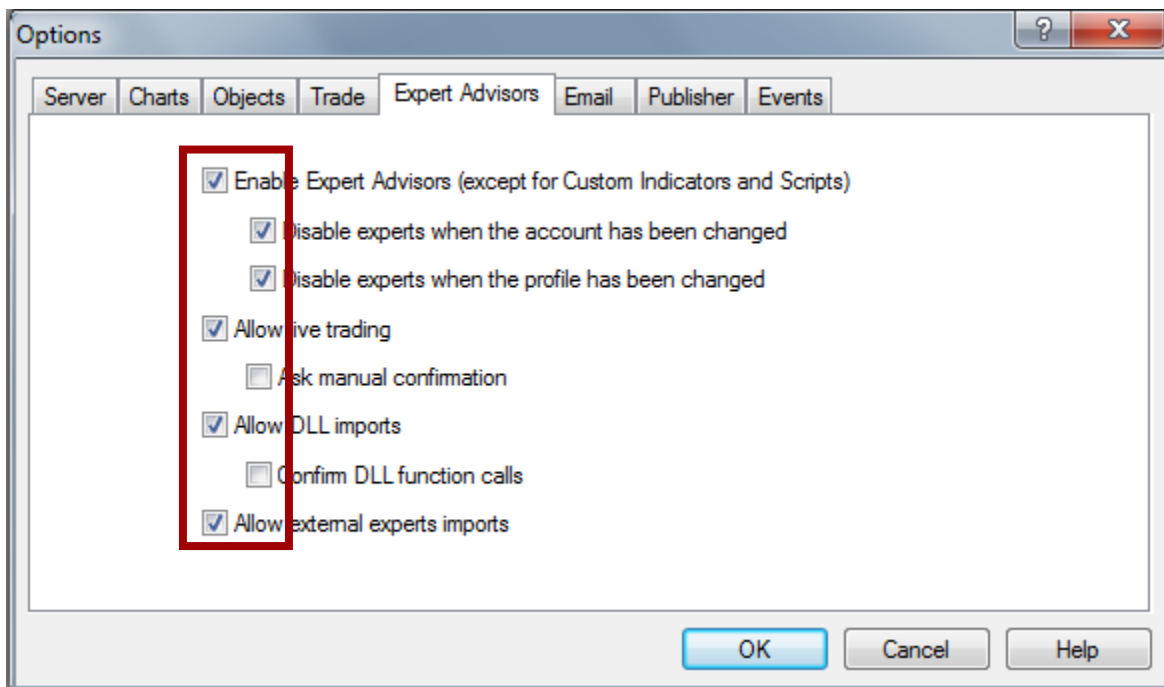 Options
Server Charts Objects Trade Expert Advisors Email Publisher Events
Enable Expert Advisors (except for Custom Indicators and Scripts)
Disable experts when the account has been changed
Disable experts when the profile has been changed
Allow live trading
Ask manual confirmation
Allow DLL imports
Confirm DLL function calls
Allow external experts imports
OK Cancel Help